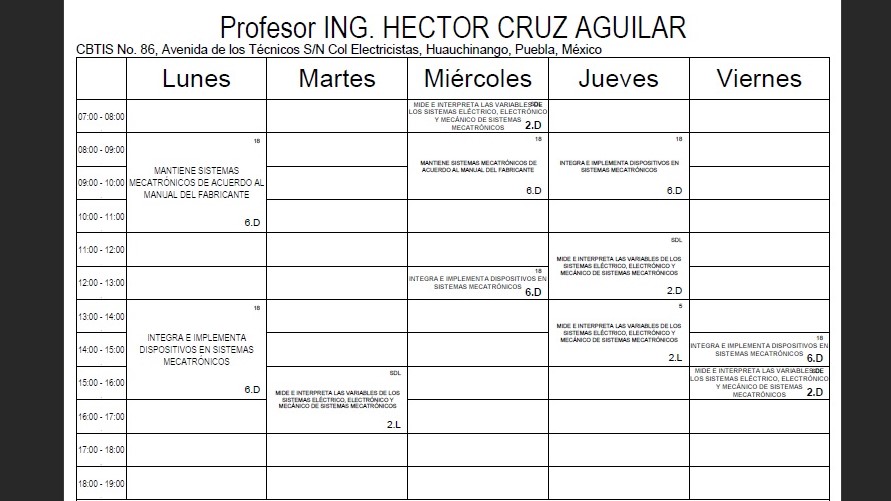 Profesor ING. HECTOR CRUZ AGUILAR
CBTIS No. 86, Avenida de los Técnicos S/N Col Electricistas, Huauchinango, Puebla, México
Lunes Martes Miércoles Jueves Viernes
07:00 - 08:00
MIDE E INTERPRETA LAS VARIABLES DE
SDL
LOS SISTEMAS ELÉCTRICO, ELECTRÓNICO
Y MECÁNICO DE SISTEMAS
MECATRÓNICOS
2.D
08:00 - 09:00
09:00 - 10:00
10:00 - 11:00
18
MANTIENE SISTEMAS
MECATRÓNICOS DE ACUERDO AL
MANUAL DEL FABRICANTE
6.D
18
MANTIENE SISTEMAS MECATRÓNICOS DE
ACUERDO AL MANUAL DEL FABRICANTE
6.D
18
INTEGRA E IMPLEMENTA DISPOSITIVOS EN
SISTEMAS MECATRÓNICOS
6.D
11:00 - 12:00
12:00 - 13:00
18
INTEGRA E IMPLEMENTA DISPOSITIVOS EN
SISTEMAS MECATRÓNICOS
6.D
SDL
MIDE E INTERPRETA LAS VARIABLES DE LOS
SISTEMAS ELÉCTRICO, ELECTRÓNICO Y
MECÁNICO DE SISTEMAS MECATRÓNICOS
2.D
13:00 - 14:00
14:00 - 15:00
15:00 - 16:00
18
INTEGRA E IMPLEMENTA
DISPOSITIVOS EN SISTEMAS
MECATRÓNICOS
6.D
5
MIDE E INTERPRETA LAS VARIABLES DE LOS
SISTEMAS ELÉCTRICO, ELECTRÓNICO Y
MECÁNICO DE SISTEMAS MECATRÓNICOS
2.L
18
INTEGRA E IMPLEMENTA DISPOSITIVOS EN
SISTEMAS MECATRÓNICOS
6.D
SDL
MIDE E INTERPRETA LAS VARIABLES DE LOS
SISTEMAS ELÉCTRICO, ELECTRÓNICO Y
MECÁNICO DE SISTEMAS MECATRÓNICOS
2.L
MIDE E INTERPRETA LAS VARIABLES DE
SDL
LOS SISTEMAS ELÉCTRICO, ELECTRÓNICO
Y MECÁNICO DE SISTEMAS
MECATRÓNICOS
2.D
16:00 - 17:00
17:00 - 18:00
18:00 - 19:00